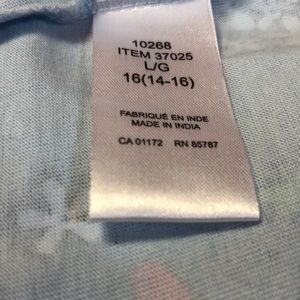 10268
ITEM 37025
L/G
16(14-16)
FABRIQUÉ EN INDE
MADE IN INDIA
CA 01172 RN 85787